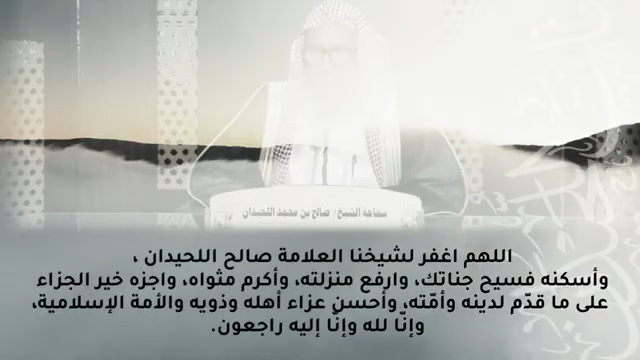 سماحة الشيخ/ صالح بن محمد اللحيدان
اللهم اغفر لشيخنا العلامة صالح اللحيدان ،
وأسكنه فسيح جناتك، وارفع منزلته، وأكرم مثواه، واجزه خير الجزاء
على ما قدّم لدينه وأمّته، وأحسن عزاء أهله وذويه والأمة الإسلامية،
وإنّا لله وإنّا إليه راجعون.